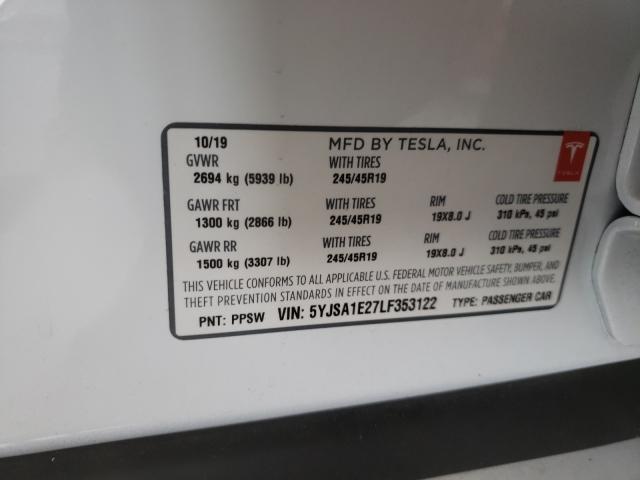 10/19 MFD BY TESLA, INC.
GVWR WITH TIRES
2694 kg (5939 lb) 245/45R19
TESLA
GAWR FRT WITH TIRES RIM COLD TIRE PRESSURE
1300 kg (2866 lb) 245/45R19 19X8.0 J 310 kPa, 45 psi
GAWR RR WITH TIRES RIM COLD TIRE PRESSURE
1500 kg (3307 lb) 245/45R19 19X8.0 J 310 kPa, 45 psi
THIS VEHICLE CONFORMS TO ALL APPLICABLE U.S. FEDERAL MOTOR VEHICLE SAFETY, BUMPER, AND
THEFT PREVENTION STANDARDS IN EFFECT ON THE DATE OF MANUFACTURE SHOWN ABOVE.
PNT: PPSW VIN: 5YJSA1E27LF353122 TYPE: PASSENGER CAR